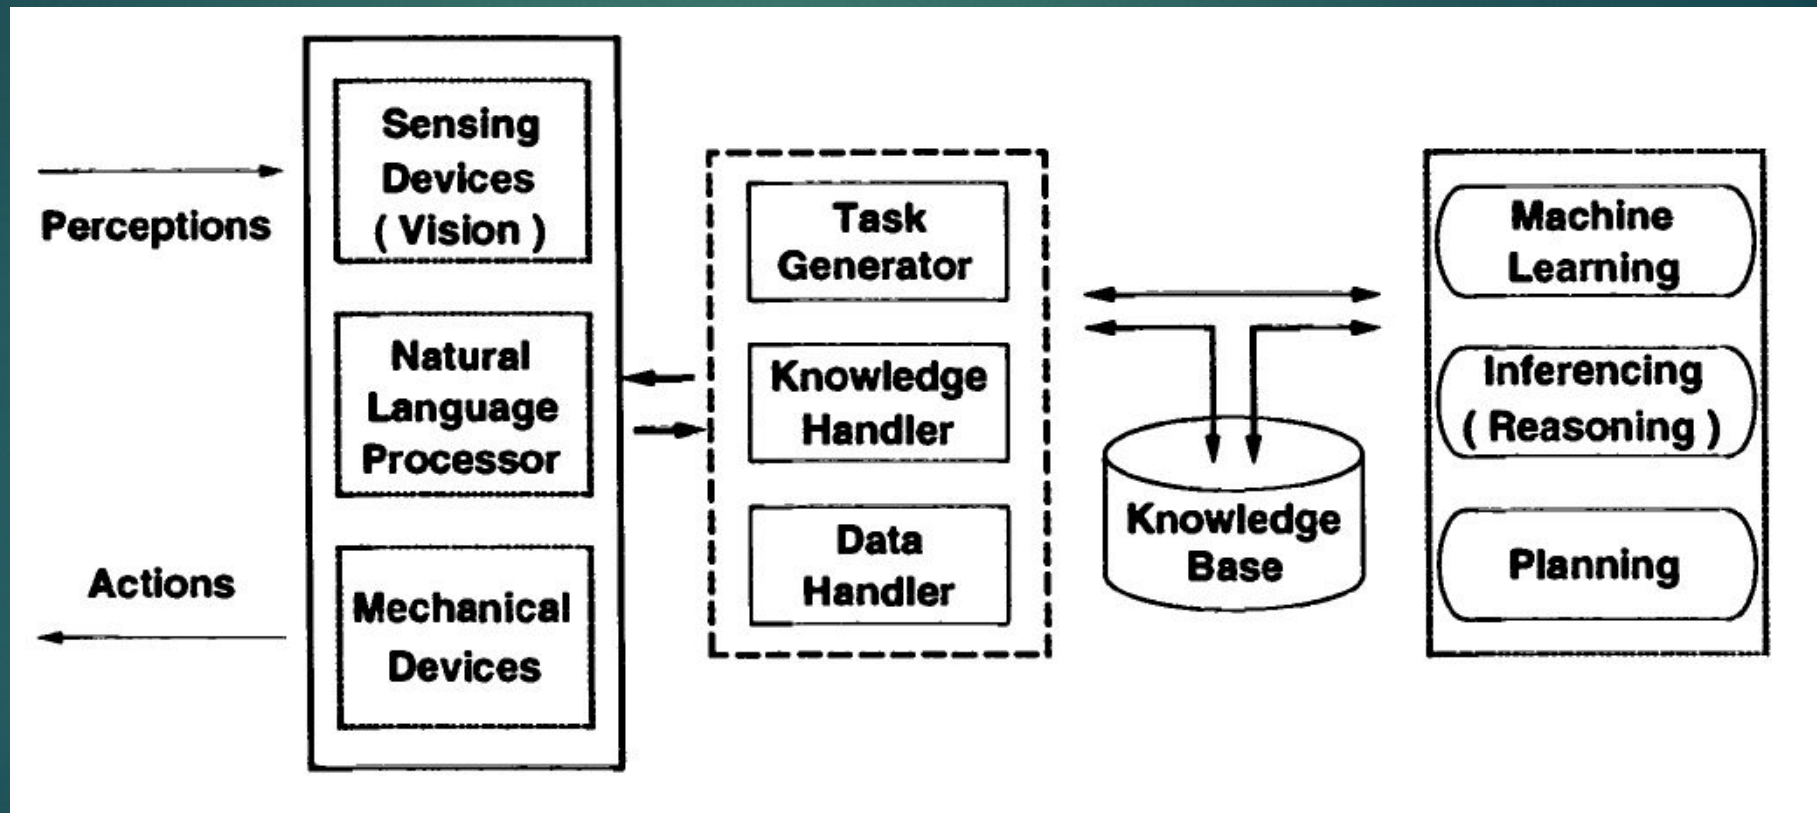 Perceptions
Actions
Sensing
Devices
( Vision )
Natural
Language
Processor
Mechanical
Devices
Task
Generator
Knowledge
Handler
Data
Handler
Knowledge
Base
Machine
Learning
Inferencing
( Reasoning )
Planning